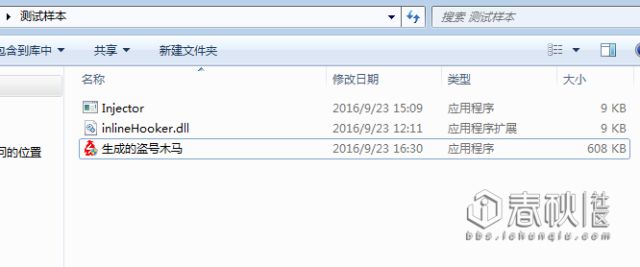 测试样本
搜索 测试样本
包含到库中
共享
新建文件夹
名称
修改日期
类型
大小
Injector
2016/9/23 15:09
应用程序
9 KB
inlineHooker.dll
2016/9/23 12:11
应用程序扩展
9 KB
生成的盗号木马
2016/9/23 16:30
应用程序
608 KB
问的位置
春秋社区
bbs.ichunqiu.com